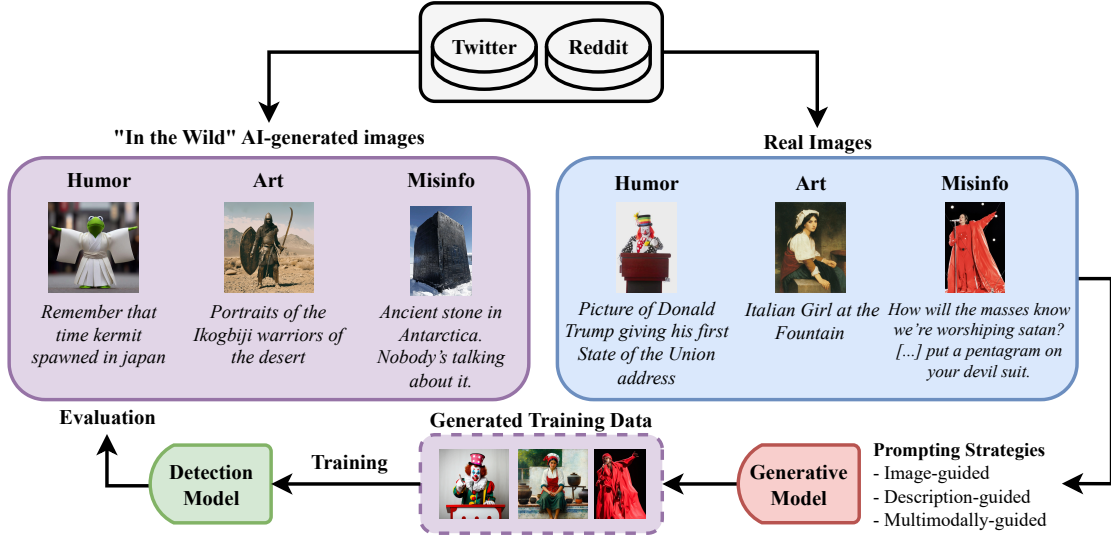 Twitter
Reddit
"In the Wild" AI-generated images
Humor
Art
Misinfo
Remember that
time kermit
spawned in japan
Portraits of the
Ikogbiji warriors of
the desert
Ancient stone in
Antarctica.
Nobody's talking
about it.
Real Images
Humor
Art
Misinfo
Picture of Donald
Trump giving his first
State of the Union
address
Italian Girl at the
Fountain
How will the masses know
we're worshiping satan?
[...] put a pentagram on
your devil suit.
Prompting Strategies
- Image-guided
- Description-guided
- Multimodally-guided
Generative
Model
Generated Training Data
Training
Detection
Model
Evaluation